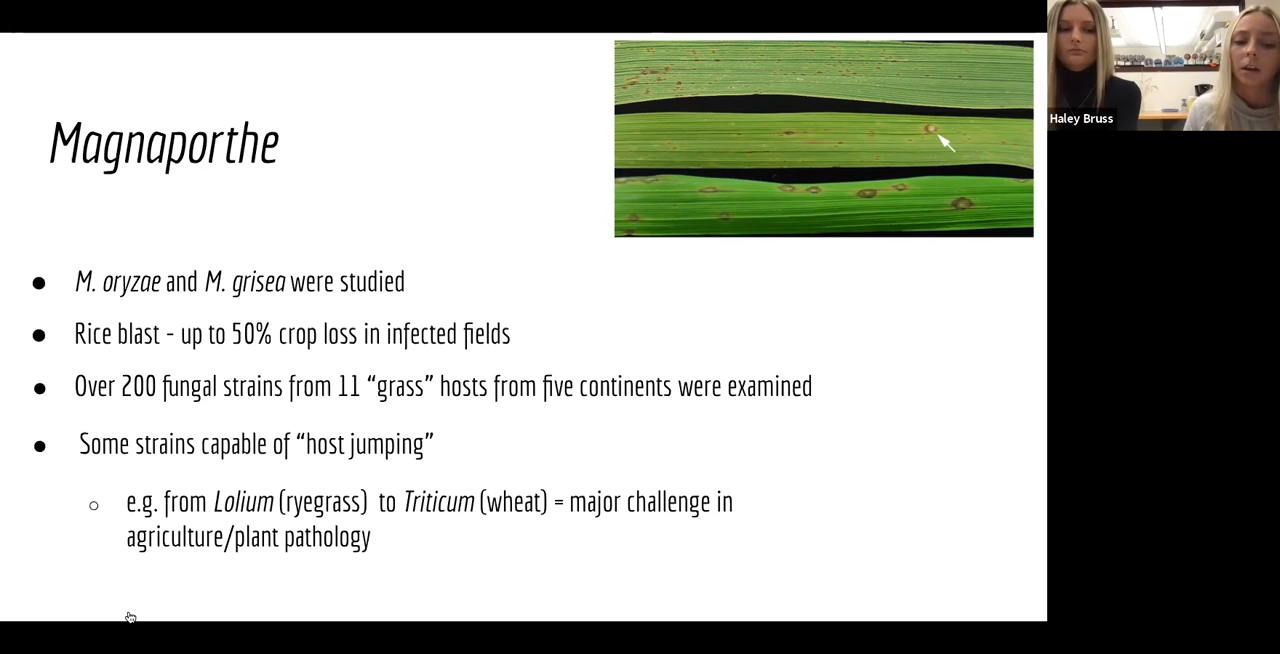 Magnaporthe
Haley Bruss
● M. oryzae and M. grisea were studied
● Rice blast - up to 50% crop loss in infected fields
● Over 200 fungal strains from 11 “grass” hosts from five continents were examined
● Some strains capable of “host jumping”
○ e.g. from Lolium (ryegrass) to Triticum (wheat) = major challenge in
agriculture/plant pathology